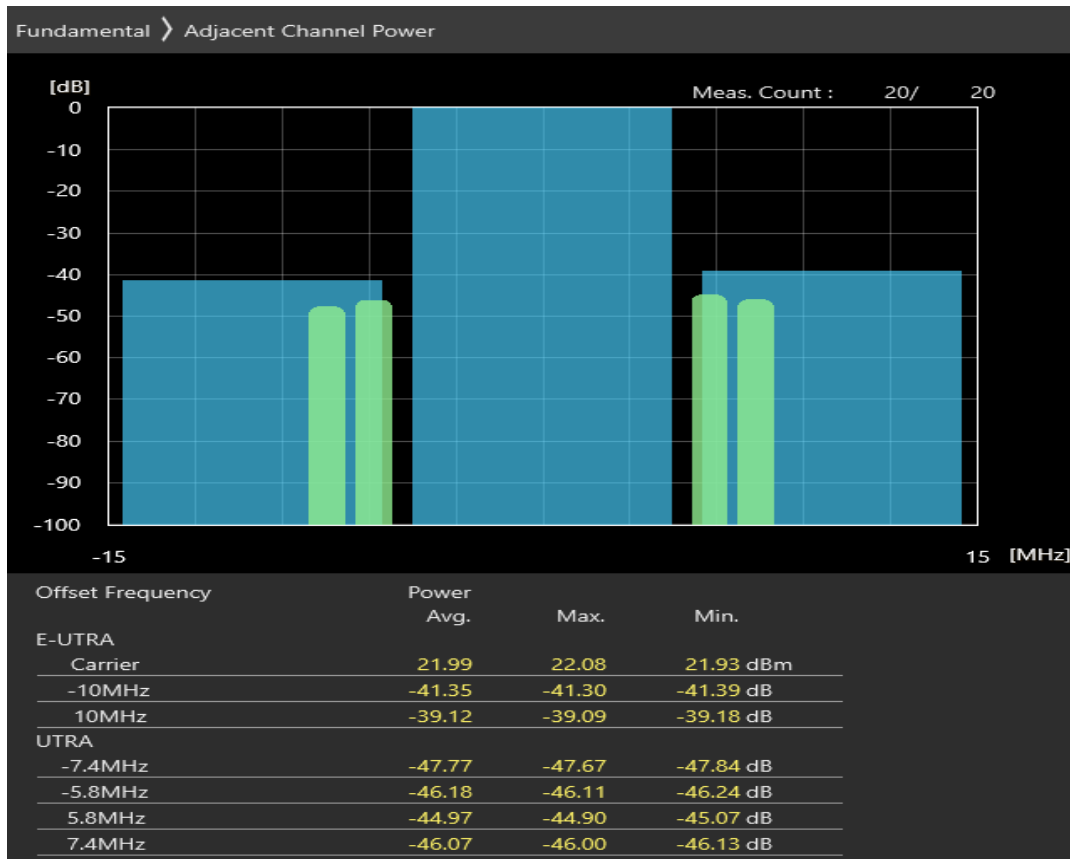 Fundamental 〉 Adjacent Channel Power
[dB]
Meas. Count : 20/ 20
0
-10
-20
-30
-40
-50
-60
-70
-80
-90
-100
-15 15 [MHz]
Offset Frequency Power
Avg. Max. Min.
E-UTRA
Carrier 21.99 22.08 21.93 dBm
-10MHz -41.35 -41.30 -41.39 dB
10MHz -39.12 -39.09 -39.18 dB
UTRA
-7.4MHz -47.77 -47.67 -47.84 dB
-5.8MHz -46.18 -46.11 -46.24 dB
5.8MHz -44.97 -44.90 -45.07 dB
7.4MHz -46.07 -46.00 -46.13 dB